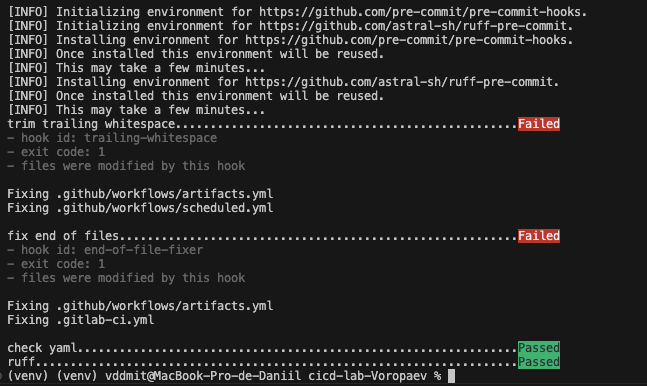 [INFO] Initializing environment for https://github.com/pre-commit/pre-commit-hooks.
[INFO] Initializing environment for https://github.com/astral-sh/ruff-pre-commit.
[INFO] Installing environment for https://github.com/pre-commit/pre-commit-hooks.
[INFO] Once installed this environment will be reused.
[INFO] This may take a few minutes...
[INFO] Installing environment for https://github.com/astral-sh/ruff-pre-commit.
[INFO] Once installed this environment will be reused.
[INFO] This may take a few minutes...
trim trailing whitespace.................................................Failed
- hook id: trailing-whitespace
- exit code: 1
- files were modified by this hook

Fixing .github/workflows/artifacts.yml
Fixing .github/workflows/scheduled.yml

fix end of files.........................................................Failed
- hook id: end-of-file-fixer
- exit code: 1
- files were modified by this hook

Fixing .github/workflows/artifacts.yml
Fixing .gitlab-ci.yml

check yaml...............................................................Passed
ruff.....................................................................Passed
(venv) (venv) vddmit@MacBook-Pro-de-Daniil cicd-lab-Voropaev %